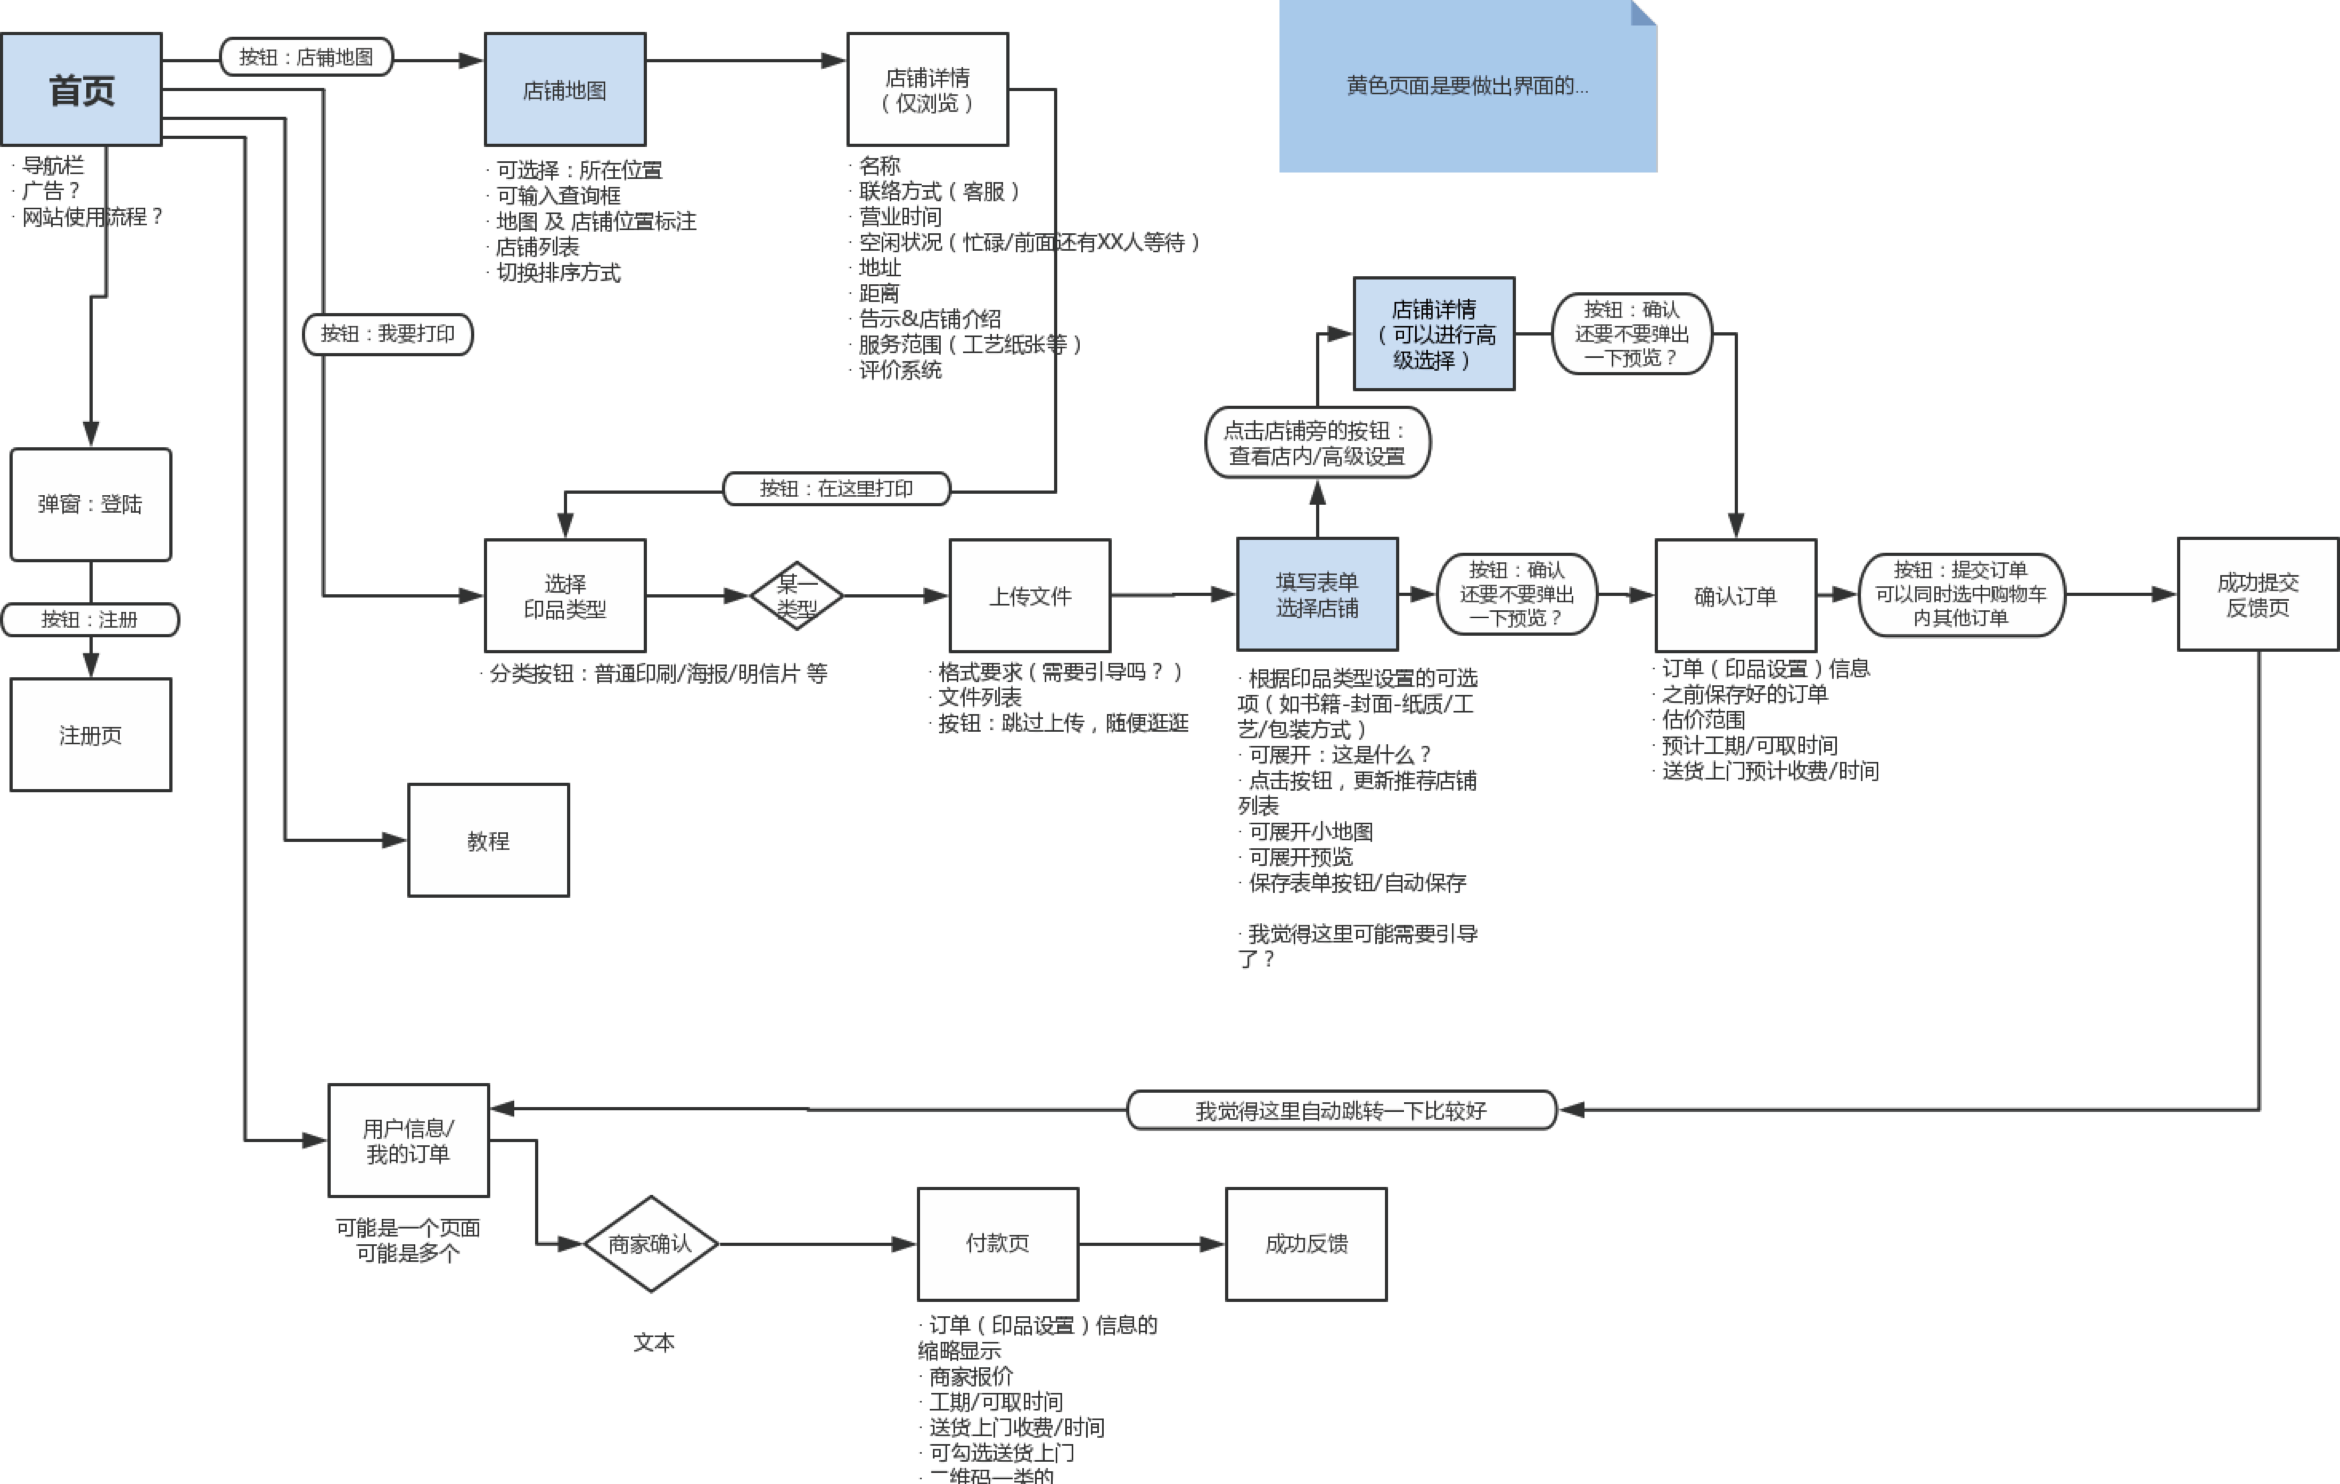 首页
按钮：店铺地图
店铺地图
店铺详情
（仅浏览）
黄色页面是要做出界面的...
· 导航栏
· 广告？
· 网站使用流程？
· 可选择：所在位置
· 可输入查询框
· 地图 及 店铺位置标注
· 店铺列表
· 切换排序方式
· 名称
· 联络方式（客服）
· 营业时间
· 空闲状况（忙碌/前面还有XX人等待）
· 地址
· 距离
· 告示&店铺介绍
· 服务范围（工艺纸张等）
· 评价系统
按钮：我要打印
店铺详情
（可以进行高
级选择）
按钮：确认
还要不要弹出
一下预览？
点击店铺旁的按钮：
查看店内/高级设置
弹窗：登陆
按钮：在这里打印
按钮：注册
注册页
选择
印品类型
某一
类型
上传文件
填写表单
选择店铺
按钮：确认
还要不要弹出
一下预览？
确认订单
按钮：提交订单
可以同时选中购物车
内其他订单
成功提交
反馈页
· 分类按钮：普通印刷/海报/明信片 等
· 格式要求（需要引导吗？）
· 文件列表
· 按钮：跳过上传，随便逛逛
· 根据印品类型设置的可选
项（如书籍-封面-纸质/工
艺/包装方式）
· 可展开：这是什么？
· 点击按钮，更新推荐店铺
列表
· 可展开小地图
· 可展开预览
· 保存表单按钮/自动保存
· 我觉得这里可能需要引导
了？
· 订单（印品设置）信息
· 之前保存好的订单
· 估价范围
· 预计工期/可取时间
· 送货上门预计收费/时间
教程
用户信息/
我的订单
我觉得这里自动跳转一下比较好
可能是一个页面
可能是多个
商家确认
付款页
成功反馈
文本
· 订单（印品设置）信息的
缩略显示
· 商家报价
· 工期/可取时间
· 送货上门收费/时间
· 可勾选送货上门
· 二维码一类的